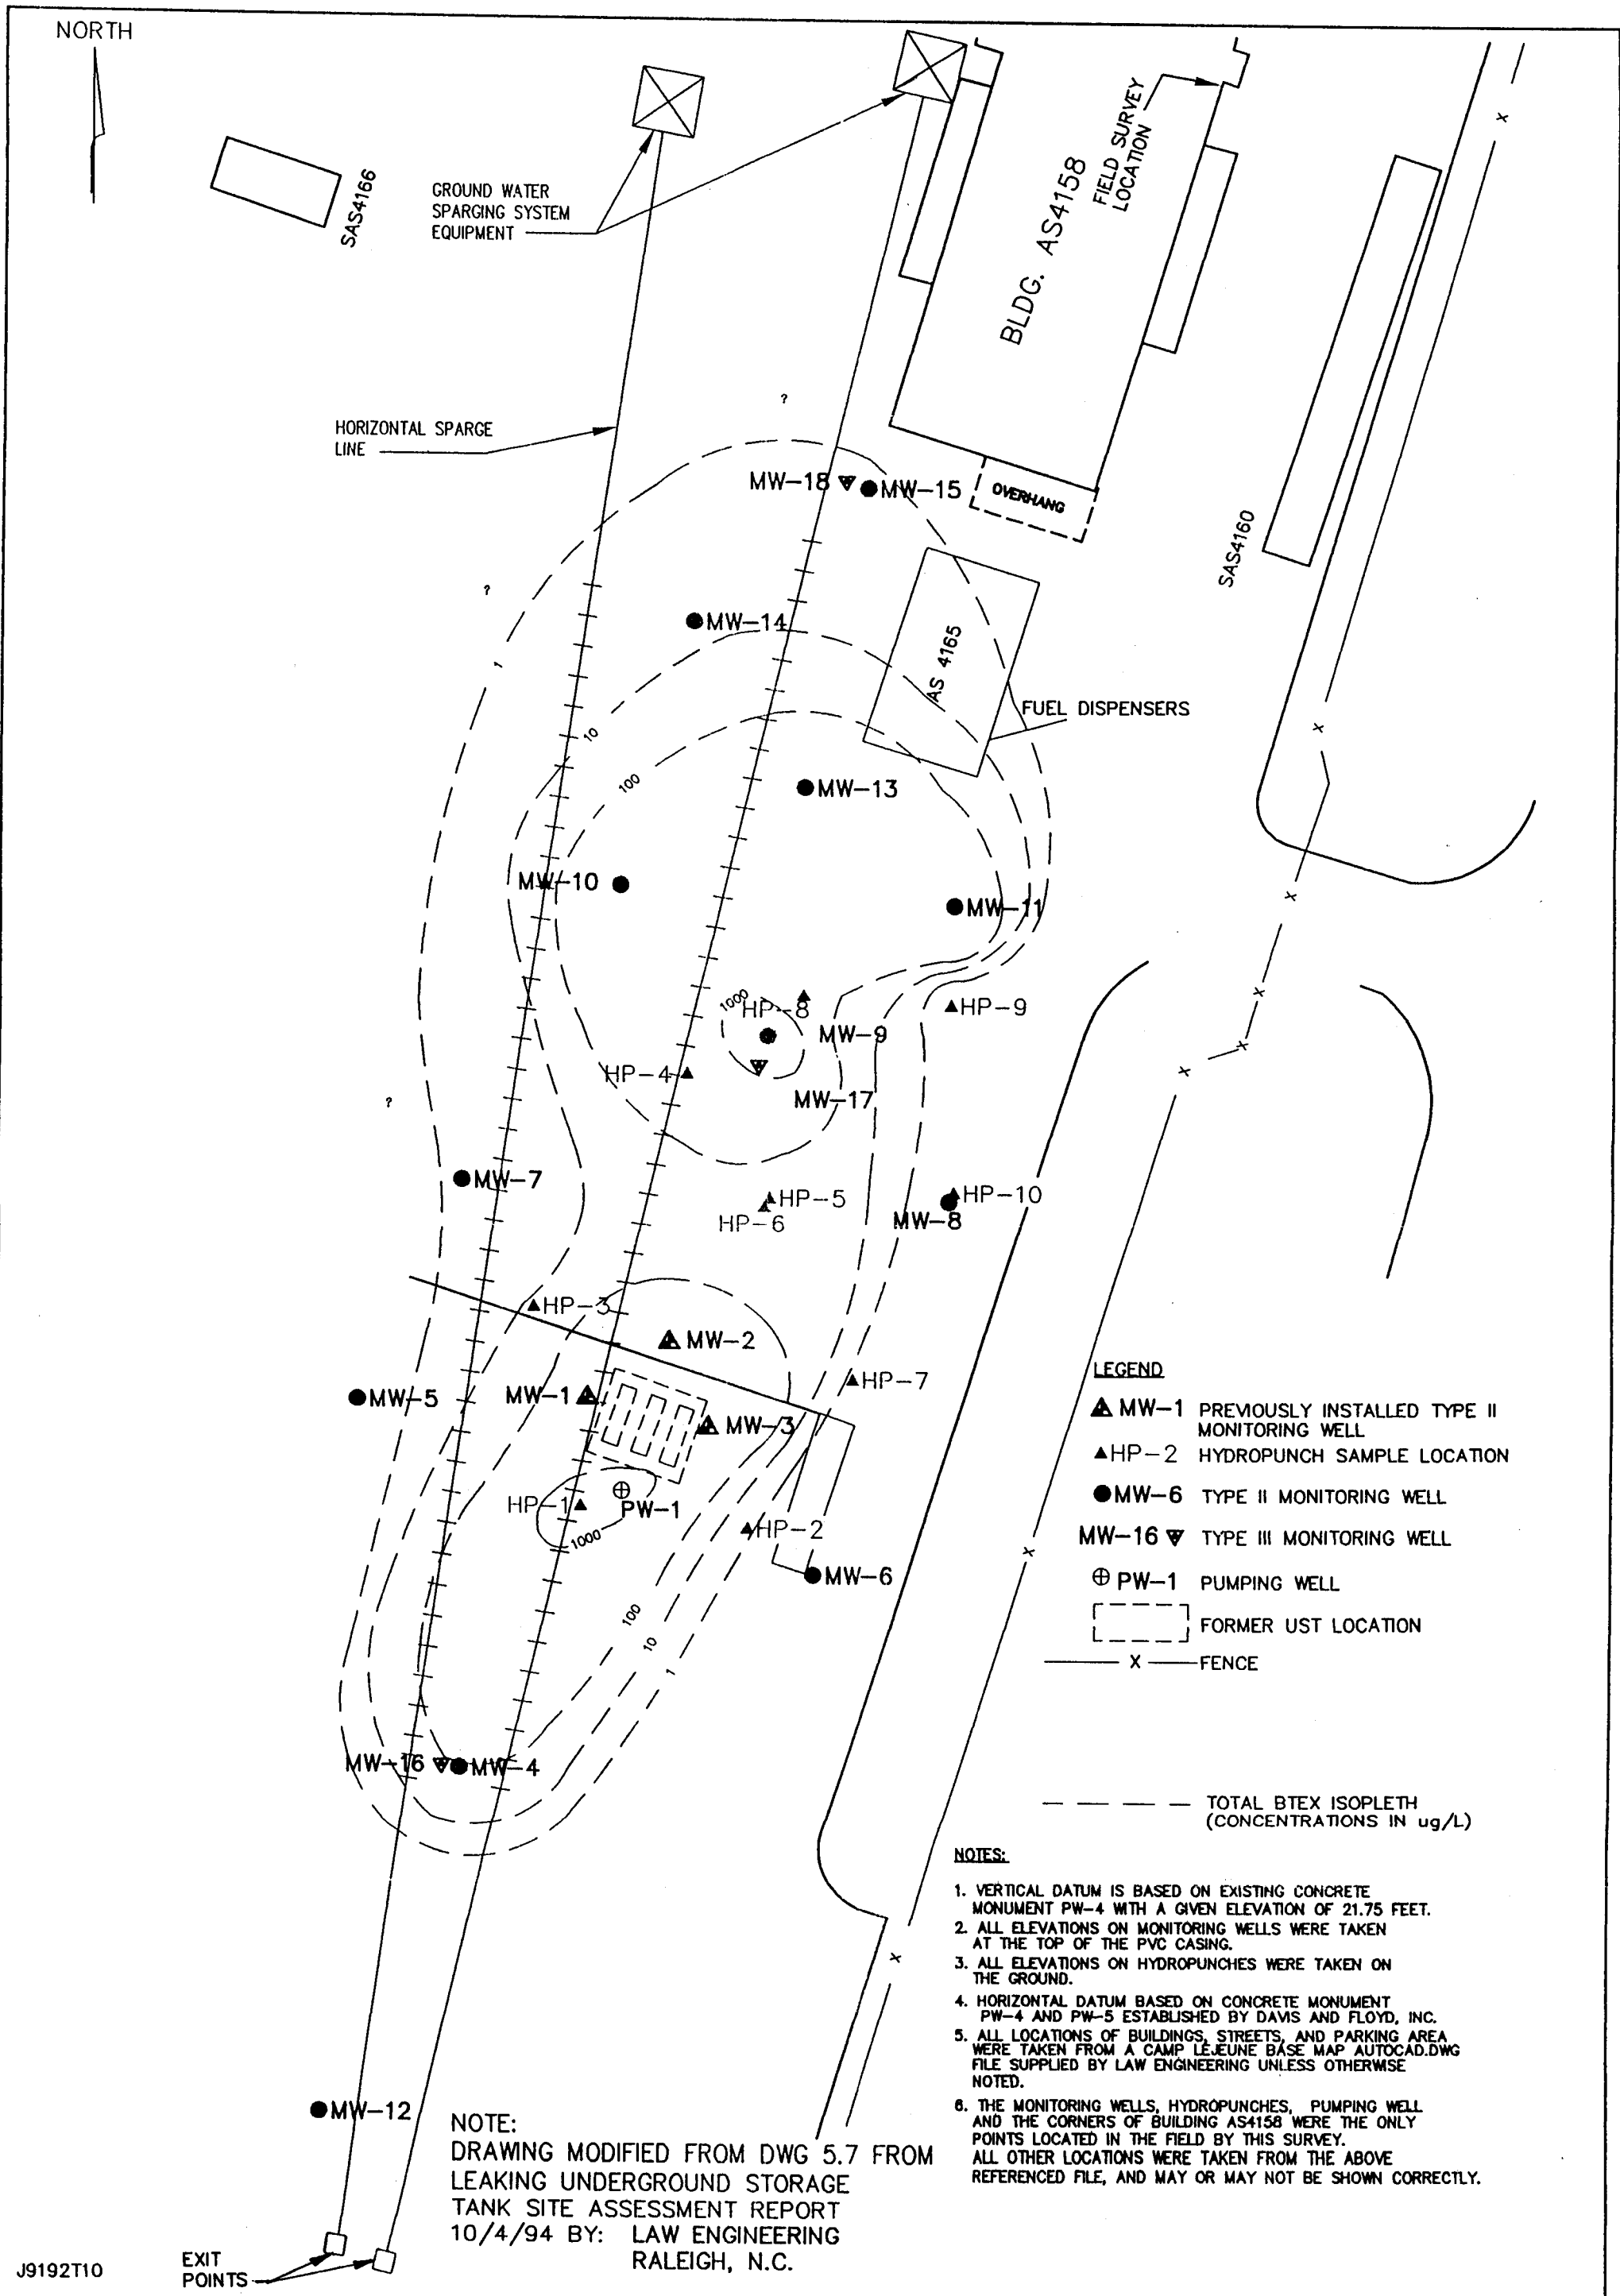 NORTH
SAS4166
GROUND WATER
SPARGING SYSTEM
EQUIPMENT
FIELD SURVEY
LOCATION
BLDG. AS4158
HORIZONTAL SPARGE
LINE
?
MW-18
MW-15
OVERHANG
SAS4160
?
MW-14
1
AS 4165
FUEL DISPENSERS
10
100
X
X
MW-13
MW-10
MW-11
X
1000
HP-8
HP-9
X
MW-9
X
HP-4
X
MW-17
?
MW-7
HP-5
HP-10
HP-6
MW-8
HP-3
MW-2
HP-7
MW-5
MW-1
MW-3
HP-1
PW-1
1000
HP-2
X
MW-6
100
10
1
MW-16
MW-4
LEGEND
MW-1 PREVIOUSLY INSTALLED TYPE II
MONITORING WELL
HP-2 HYDROPUNCH SAMPLE LOCATION
MW-6 TYPE II MONITORING WELL
MW-16 TYPE III MONITORING WELL
PW-1 PUMPING WELL
FORMER UST LOCATION
X FENCE
TOTAL BTEX ISOPLETH
(CONCENTRATIONS IN ug/L)
NOTES:
1. VERTICAL DATUM IS BASED ON EXISTING CONCRETE
MONUMENT PW-4 WITH A GIVEN ELEVATION OF 21.75 FEET.
2. ALL ELEVATIONS ON MONITORING WELLS WERE TAKEN
AT THE TOP OF THE PVC CASING.
3. ALL ELEVATIONS ON HYDROPUNCHES WERE TAKEN ON
THE GROUND.
4. HORIZONTAL DATUM BASED ON CONCRETE MONUMENT
PW-4 AND PW-5 ESTABLISHED BY DAVIS AND FLOYD, INC.
5. ALL LOCATIONS OF BUILDINGS, STREETS, AND PARKING AREA
WERE TAKEN FROM A CAMP LEJEUNE BASE MAP AUTOCAD.DWG
FILE SUPPLIED BY LAW ENGINEERING UNLESS OTHERWISE
NOTED.
6. THE MONITORING WELLS, HYDROPUNCHES, PUMPING WELL
AND THE CORNERS OF BUILDING AS4158 WERE THE ONLY
POINTS LOCATED IN THE FIELD BY THIS SURVEY.
ALL OTHER LOCATIONS WERE TAKEN FROM THE ABOVE
REFERENCED FILE, AND MAY OR MAY NOT BE SHOWN CORRECTLY.
X
MW-12
NOTE:
DRAWING MODIFIED FROM DWG 5.7 FROM
LEAKING UNDERGROUND STORAGE
TANK SITE ASSESSMENT REPORT
10/4/94 BY: LAW ENGINEERING
RALEIGH, N.C.
EXIT
POINTS
J9192T10